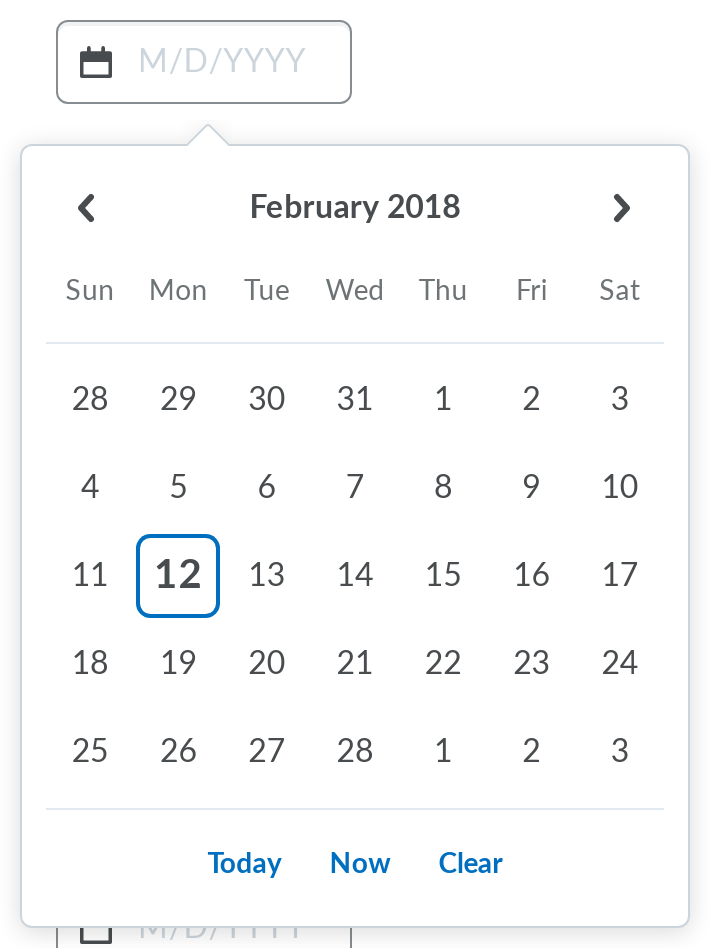 M/D/YYYY
February 2018
Sun Mon Tue Wed Thu Fri Sat
28 29 30 31 1 2 3
4 5 6 7 8 9 10
11 12 13 14 15 16 17
18 19 20 21 22 23 24
25 26 27 28 1 2 3
Today Now Clear
M/D/YYYY